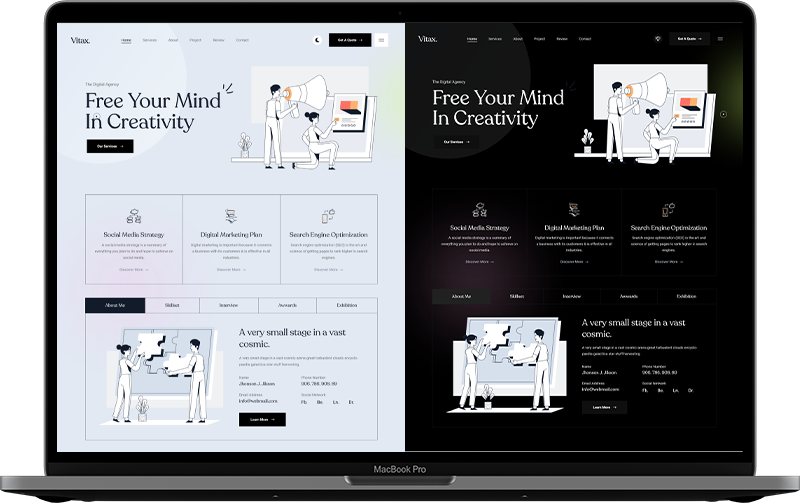 Vitax.
Home Services About Project Review Contact
Get A Quote
The Digital Agency
Free Your Mind
In Creativity
Our Services
Social Media Strategy
A social media strategy is a summary of
everything you plan to do and hope to achieve on
social media.
Discover More
Digital Marketing Plan
Digital marketing is important because it connects
a business with its customers it is effective in all
industries.
Discover More
Search Engine Optimization
Search engine optimization (SEO) is the art and
science of getting pages to rank higher in search
engines.
Discover More
About Me Skillset Interview Awwards Exhibition
A very small stage in a vast
cosmic.
Name
Phone Number
906, 786, 906, 89
Email Address
info@webmail.com
Social Network
Fb. Be. Ln. Dr.
Learn More
Vitax.
Home Services About Project Review Contact
Get A Quote
The Digital Agency
Free Your Mind
In Creativity
Our Services
Social Media Strategy
A social media strategy is a summary of
everything you plan to do and hope to achieve on
social media.
Discover More
Digital Marketing Plan
Digital marketing is important because it connects
a business with its customers it is effective in all
industries.
Discover More
Search Engine Optimization
Search engine optimization (SEO) is the art and
science of getting pages to rank higher in search
engines.
Discover More
About Me Skillset Interview Awwards Exhibition
A very small stage in a vast
cosmic.
Name
Phone Number
906, 786, 906, 89
Email Address
info@webmail.com
Social Network
Fb. Be. Ln. Dr.
Learn More
MacBook Pro